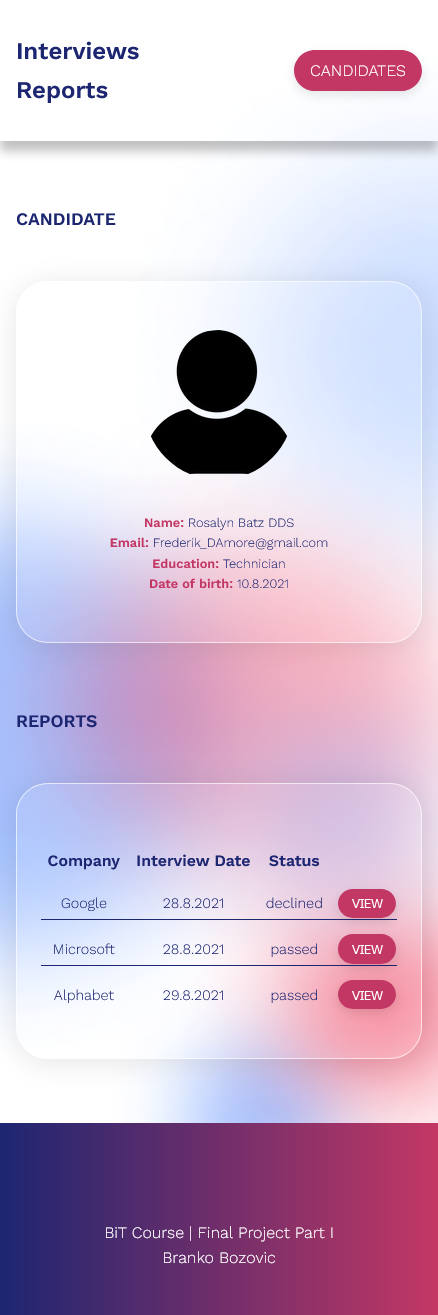 Interviews
Reports
CANDIDATES
CANDIDATE
Name: Rosalyn Batz DDS
Email: Frederik_DAmore@gmail.com
Education: Technician
Date of birth: 10.8.2021
REPORTS
Company Interview Date Status
Google 28.8.2021 declined VIEW
Microsoft 28.8.2021 passed VIEW
Alphabet 29.8.2021 passed VIEW
BiT Course | Final Project Part I
Branko Bozovic